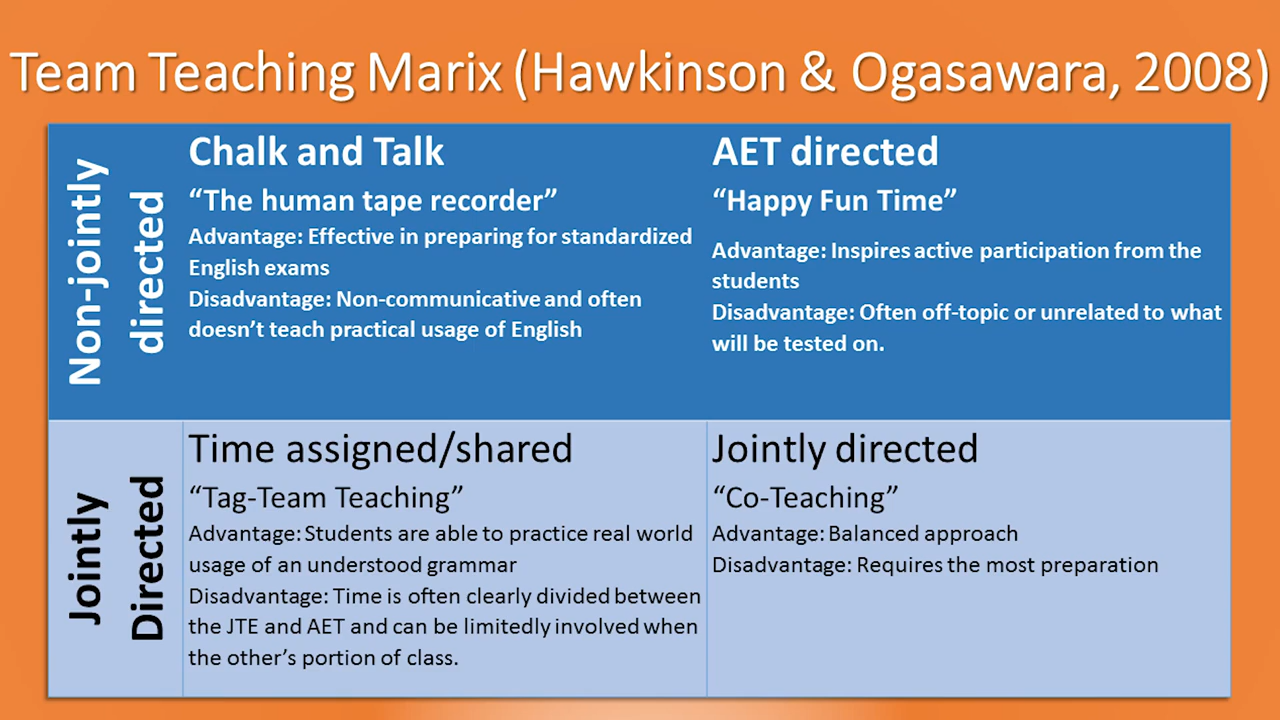 Team Teaching Marix (Hawkinson & Ogasawara, 2008)
Non-jointly
directed
Chalk and Talk
“The human tape recorder”
Advantage: Effective in preparing for standardized
English exams
Disadvantage: Non-communicative and often
doesn’t teach practical usage of English
AET directed
“Happy Fun Time”
Advantage: Inspires active participation from the
students
Disadvantage: Often off-topic or unrelated to what
will be tested on.
Jointly
Directed
Time assigned/shared
“Tag-Team Teaching”
Advantage: Students are able to practice real world
usage of an understood grammar
Disadvantage: Time is often clearly divided between
the JTE and AET and can be limitedly involved when
the other’s portion of class.
Jointly directed
“Co-Teaching”
Advantage: Balanced approach
Disadvantage: Requires the most preparation